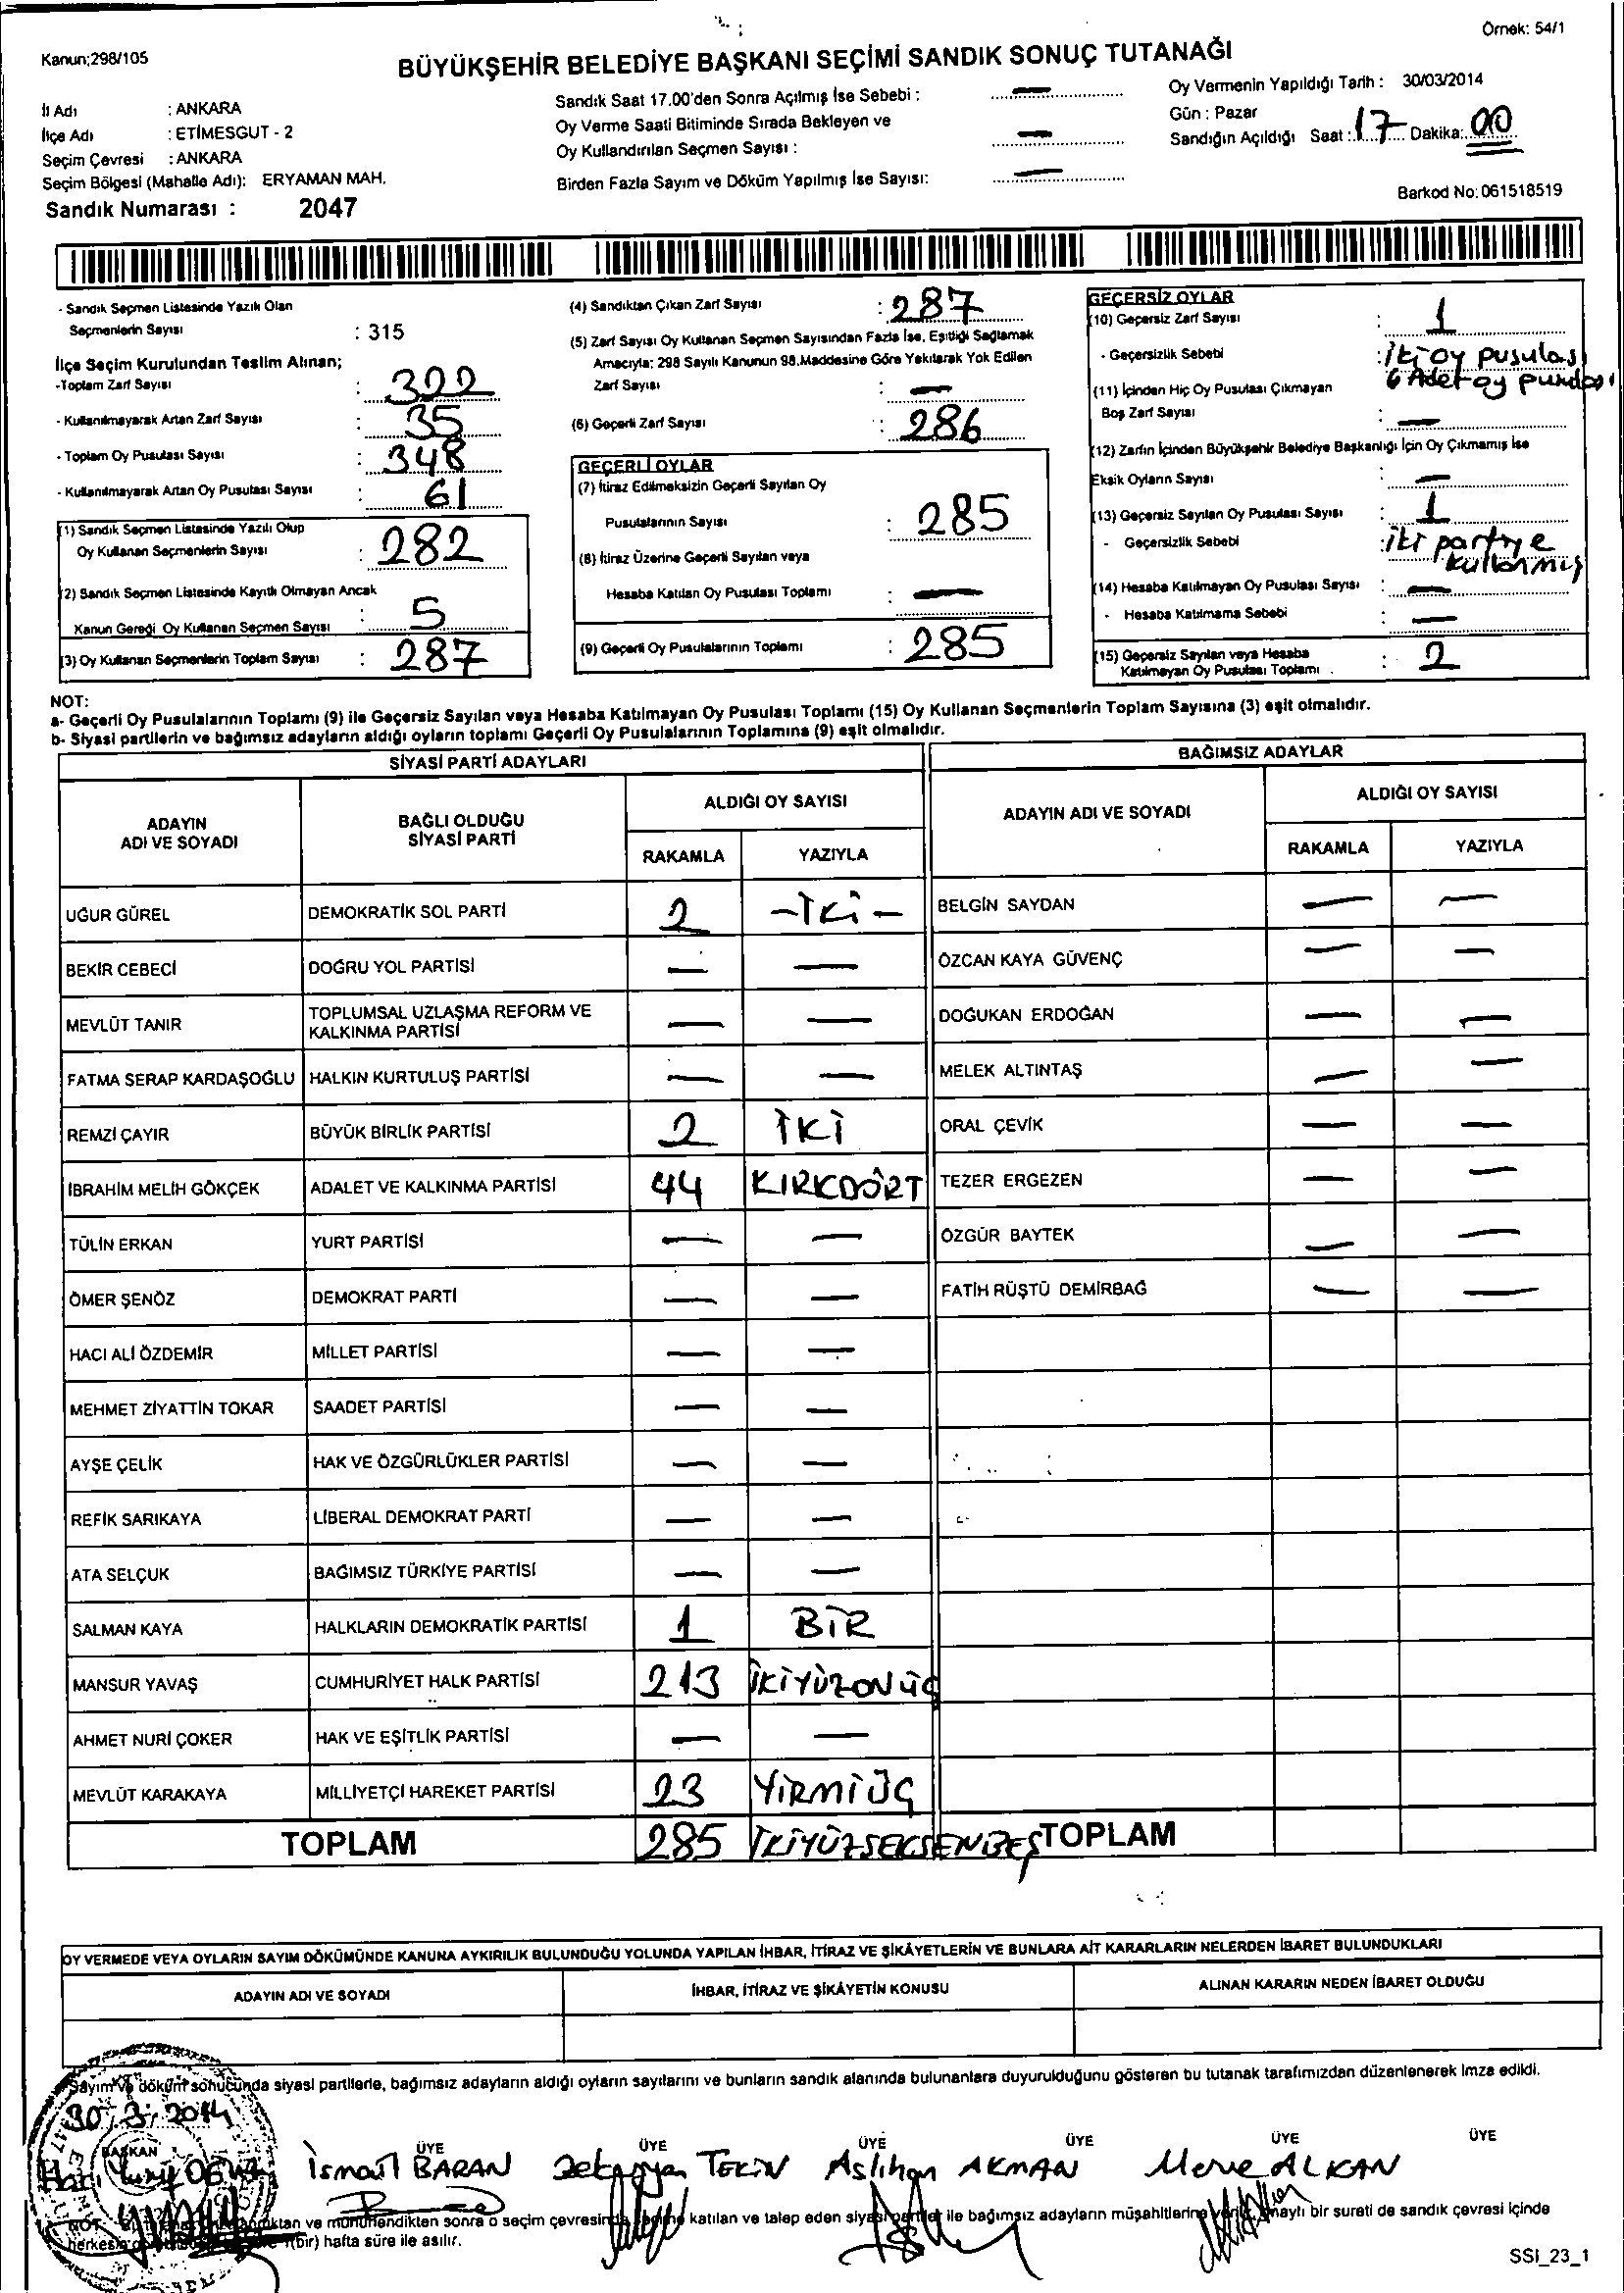 Örnek: 54/1
Kanun;298/105
BÜYÜKŞEHİR BELEDİYE BAŞKANI SEÇİMİ SANDIK SONUÇ TUTANAĞI
İl Adı : ANKARA
İlçe Adı : ETİMESGUT - 2
Seçim Çevresi : ANKARA
Seçim Bölgesi (Mahalle Adı): ERYAMAN MAH.
Sandık Numarası : 2047
Sandık Saat 17.00'den Sonra Açılmış İse Sebebi : —
Oy Verme Saati Bitiminde Sırada Bekleyen ve
Oy Kullandırılan Seçmen Sayısı : —
Birden Fazla Sayım ve Döküm Yapılmış İse Sayısı: —
Oy Vermenin Yapıldığı Tarih : 30/03/2014
Gün : Pazar
Sandığın Açıldığı Saat : 17 Dakika: 00
Barkod No: 061518519
- Sandık Seçmen Listesinde Yazılı Olan
Seçmenlerin Sayısı : 315
İlçe Seçim Kurulundan Teslim Alınan;
-Toplam Zarf Sayısı : 322
- Kullanılmayarak Artan Zarf Sayısı : 35
- Toplam Oy Pusulası Sayısı : 348
- Kullanılmayarak Artan Oy Pusulası Sayısı : 61
(1) Sandık Seçmen Listesinde Yazılı Olup
Oy Kullanan Seçmenlerin Sayısı : 282
(2) Sandık Seçmen Listesinde Kayıtlı Olmayan Ancak
Kanun Gereği Oy Kullanan Seçmen Sayısı : 5
(3) Oy Kullanan Seçmenlerin Toplam Sayısı : 287
(4) Sandıktan Çıkan Zarf Sayısı : 287
(5) Zarf Sayısı Oy Kullanan Seçmen Sayısından Fazla İse, Eşitliği Sağlamak
Amacıyla; 298 Sayılı Kanunun 98.Maddesine Göre Yakılarak Yok Edilen
Zarf Sayısı : —
(6) Geçerli Zarf Sayısı : 286
GEÇERLİ OYLAR
(7) İtiraz Edilmeksizin Geçerli Sayılan Oy
Pusulalarının Sayısı : 285
(8) İtiraz Üzerine Geçerli Sayılan veya
Hesaba Katılan Oy Pusulası Toplamı : —
(9) Geçerli Oy Pusulalarının Toplamı : 285
GEÇERSİZ OYLAR
(10) Geçersiz Zarf Sayısı : 1
- Geçersizlik Sebebi : iki oy pusulası
6 Adet oy
(11) İçinden Hiç Oy Pusulası Çıkmayan
Boş Zarf Sayısı : —
(12) Zarfın İçinden Büyükşehir Belediye Başkanlığı İçin Oy Çıkmamış İse
Eksik Oyların Sayısı : —
(13) Geçersiz Sayılan Oy Pusulası Sayısı : 1
- Geçersizlik Sebebi : iki partiye
kullanmış
(14) Hesaba Katılmayan Oy Pusulası Sayısı : —
- Hesaba Katılmama Sebebi : —
(15) Geçersiz Sayılan veya Hesaba
Katılmayan Oy Pusulası Toplamı : 2
NOT:
a- Geçerli Oy Pusulalarının Toplamı (9) ile Geçersiz Sayılan veya Hesaba Katılmayan Oy Pusulası Toplamı (15) Oy Kullanan Seçmenlerin Toplam Sayısına (3) eşit olmalıdır.
b- Siyasi partilerin ve bağımsız adayların aldığı oyların toplamı Geçerli Oy Pusulalarının Toplamına (9) eşit olmalıdır.
SİYASİ PARTİ ADAYLARI
ADAYIN
ADI VE SOYADI
BAĞLI OLDUĞU
SİYASİ PARTİ
ALDIĞI OY SAYISI
RAKAMLA YAZIYLA
UĞUR GÜREL DEMOKRATİK SOL PARTİ 2 -İKİ-
BEKİR CEBECİ DOĞRU YOL PARTİSİ — —
MEVLÜT TANIR TOPLUMSAL UZLAŞMA REFORM VE
KALKINMA PARTİSİ — —
FATMA SERAP KARDAŞOĞLU HALKIN KURTULUŞ PARTİSİ — —
REMZİ ÇAYIR BÜYÜK BİRLİK PARTİSİ 2 İKİ
İBRAHİM MELİH GÖKÇEK ADALET VE KALKINMA PARTİSİ 44 KIRKDÖRT
TÜLİN ERKAN YURT PARTİSİ — —
ÖMER ŞENÖZ DEMOKRAT PARTİ — —
HACI ALİ ÖZDEMİR MİLLET PARTİSİ — —
MEHMET ZİYATTİN TOKAR SAADET PARTİSİ — —
AYŞE ÇELİK HAK VE ÖZGÜRLÜKLER PARTİSİ — —
REFİK SARIKAYA LİBERAL DEMOKRAT PARTİ — —
ATA SELÇUK BAĞIMSIZ TÜRKİYE PARTİSİ — —
SALMAN KAYA HALKLARIN DEMOKRATİK PARTİSİ 1 BİR
MANSUR YAVAŞ CUMHURİYET HALK PARTİSİ 213 İKİYÜZONÜÇ
AHMET NURİ ÇOKER HAK VE EŞİTLİK PARTİSİ — —
MEVLÜT KARAKAYA MİLLİYETÇİ HAREKET PARTİSİ 23 YİRMİÜÇ
TOPLAM 285 İKİYÜZSEKSENBEŞ
BAĞIMSIZ ADAYLAR
ADAYIN ADI VE SOYADI
ALDIĞI OY SAYISI
RAKAMLA YAZIYLA
BELGİN SAYDAN — —
ÖZCAN KAYA GÜVENÇ — —
DOĞUKAN ERDOĞAN — —
MELEK ALTINTAŞ — —
ORAL ÇEVİK — —
TEZER ERGEZEN — —
ÖZGÜR BAYTEK — —
FATİH RÜŞTÜ DEMİRBAĞ — —
TOPLAM
OY VERMEDE VEYA OYLARIN SAYIM DÖKÜMÜNDE KANUNA AYKIRILIK BULUNDUĞU YOLUNDA YAPILAN İHBAR, İTİRAZ VE ŞİKÂYETLERİN VE BUNLARA AİT KARARLARIN NELERDEN İBARET BULUNDUKLARI
ADAYIN ADI VE SOYADI İHBAR, İTİRAZ VE ŞİKÂYETİN KONUSU ALINAN KARARIN NEDEN İBARET OLDUĞU
Sayım ve döküm sonucunda siyasi partilerle, bağımsız adayların aldığı oyların sayılarını ve bunların sandık alanında bulunanlara duyurulduğunu gösteren bu tutanak tarafımızdan düzenlenerek imza edildi.
30.3.2014
BAŞKAN ÜYE ÜYE ÜYE ÜYE ÜYE ÜYE
İsmail BARAN Zekeriya TEKİN Aslıhan AKMAN Merve ALKAN
ve mühürlendikten sonra o seçim çevresinde katılan ve talep eden siyasi partiler ile bağımsız adayların müşahitlerine onaylı bir sureti de sandık çevresi içinde
1(bir) hafta süre ile asılır.
SSI_23_1